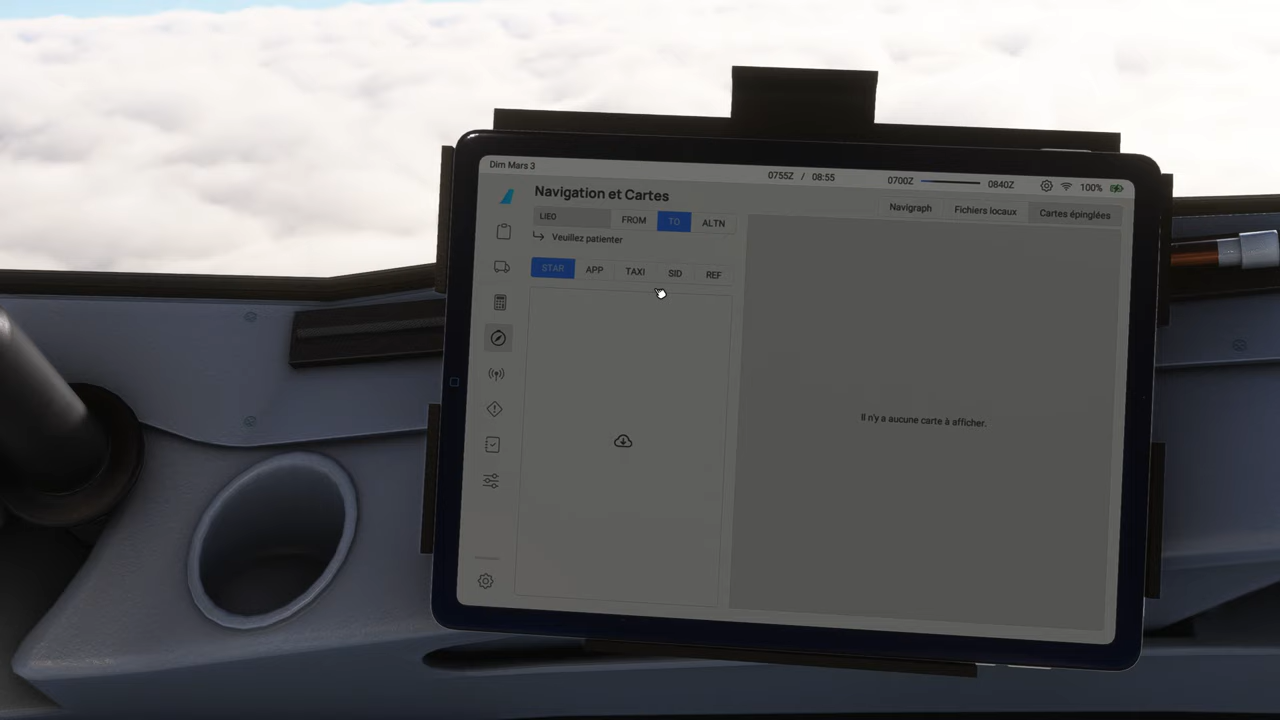 Dim Mars 3
0755Z / 08:55
0700Z 0840Z
100%
Navigation et Cartes
Navigraph Fichiers locaux Cartes épinglées
LIEO FROM TO ALTN
Veuillez patienter
STAR APP TAXI SID REF
Il n'y a aucune carte à afficher.